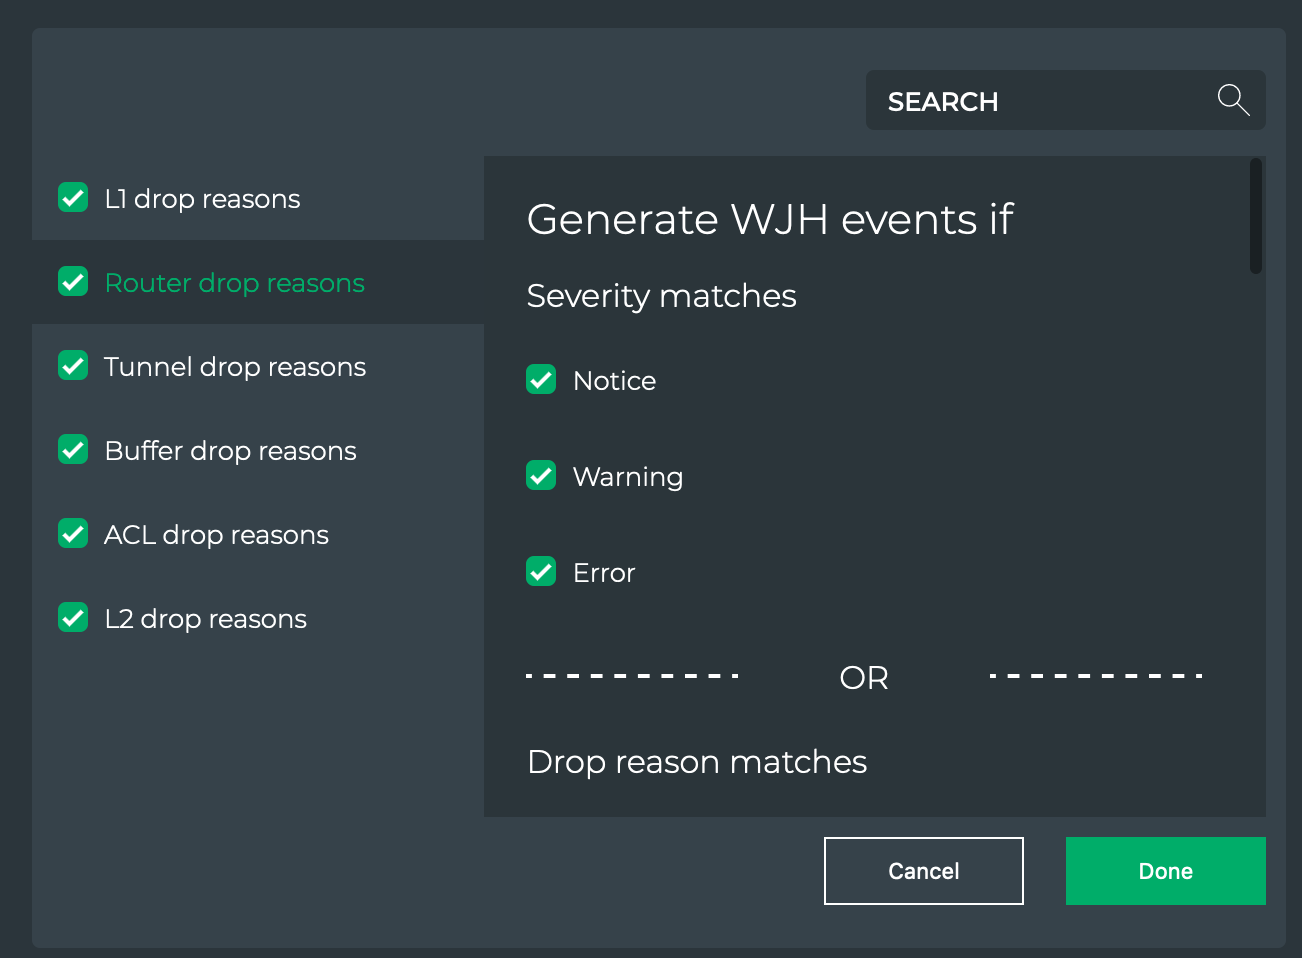 SEARCH
L1 drop reasons
Router drop reasons
Tunnel drop reasons
Buffer drop reasons
ACL drop reasons
L2 drop reasons
Generate WJH events if
Severity matches
Notice
Warning
Error
OR
Drop reason matches
Cancel
Done